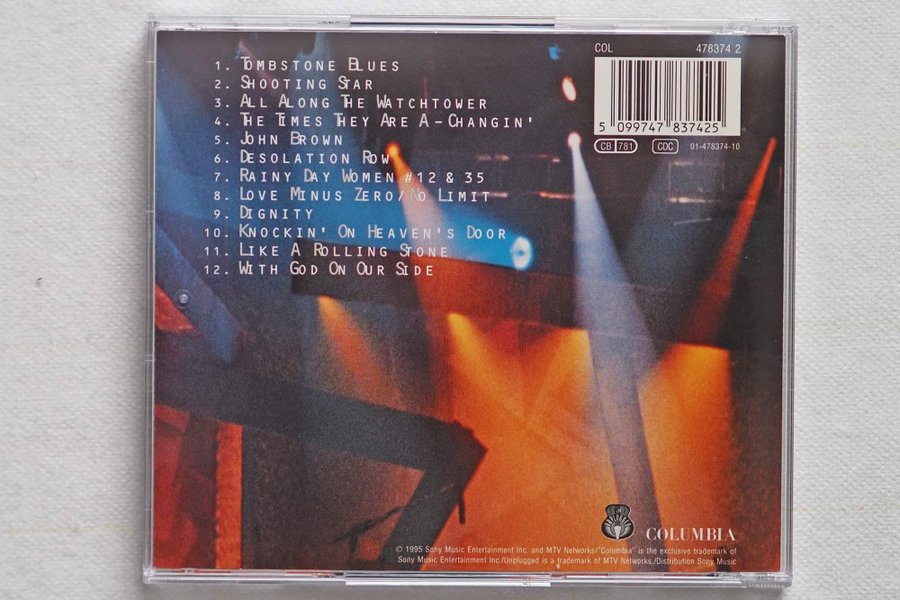 1. Tombstone Blues
2. Shooting Star
3. All Along The Watchtower
4. The Times They Are A-Changin'
5. John Brown
6. Desolation Row
7. Rainy Day Women #12 & 35
8. Love Minus Zero/No Limit
9. Dignity
10. Knockin' On Heaven's Door
11. Like A Rolling Stone
12. With God On Our Side
COL 478374 2
5 099747 837425
CB 781 CDC 01-478374-10
COLUMBIA
© 1995 Sony Music Entertainment Inc. and MTV Networks/"Columbia" is the exclusive trademark of
Sony Music Entertainment Inc./Unplugged is a trademark of MTV Networks./Distribution Sony Music